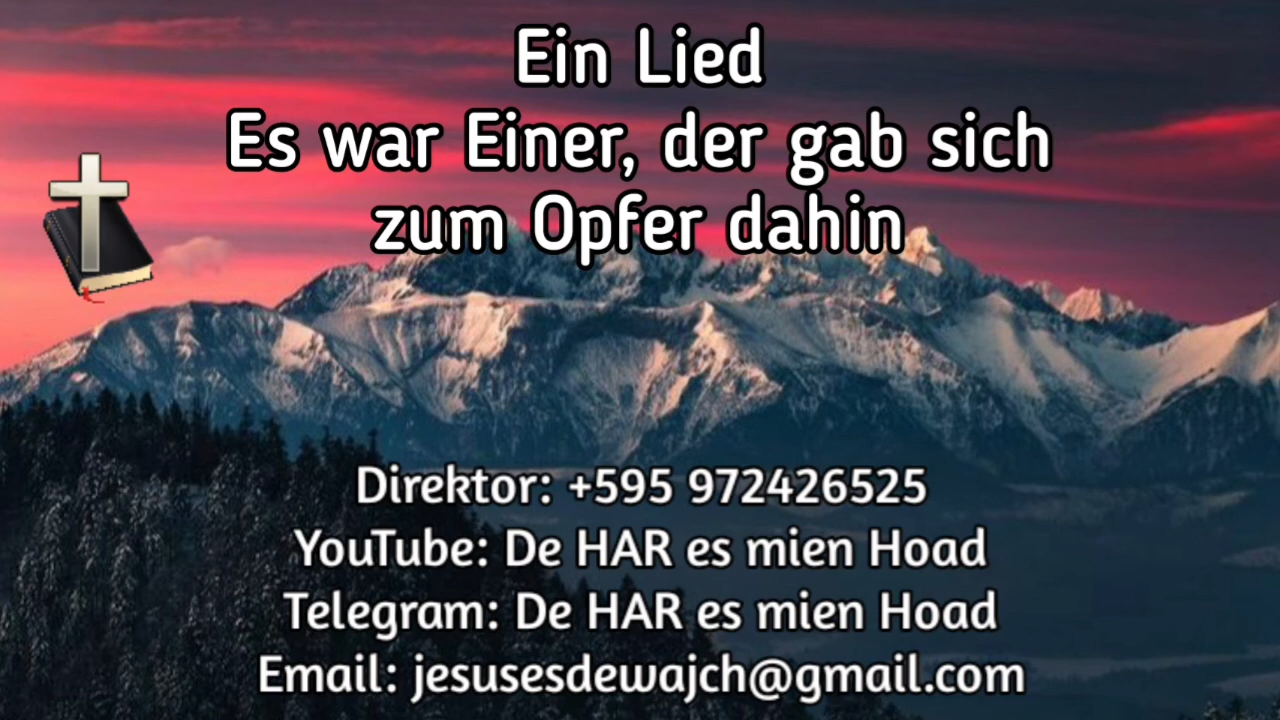 Ein Lied
Es war Einer, der gab sich
zum Opfer dahin
Direktor: +595 972426525
YouTube: De HAR es mien Hoad
Telegram: De HAR es mien Hoad
Email: jesusesdewajch@gmail.com